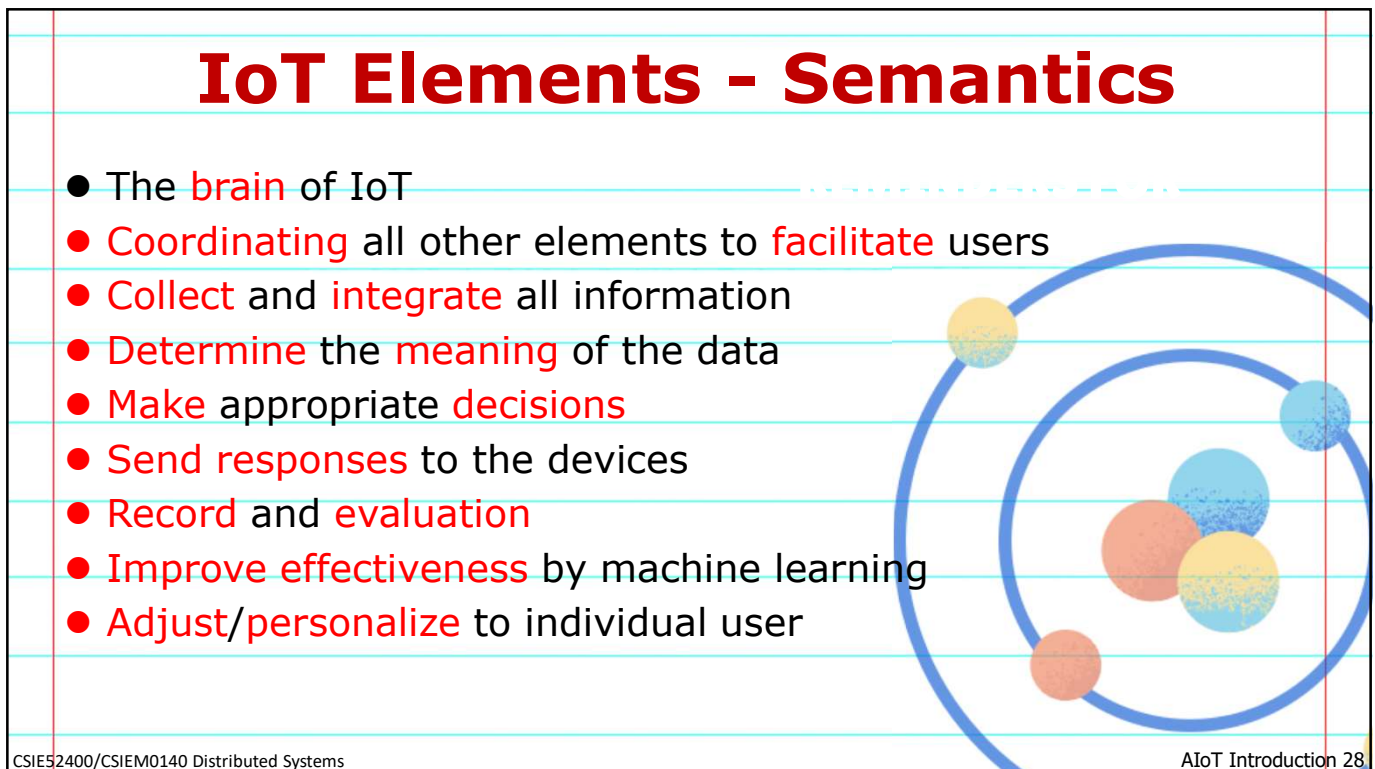 IoT Elements - Semantics
● The brain of IoT
● Coordinating all other elements to facilitate users
● Collect and integrate all information
● Determine the meaning of the data
● Make appropriate decisions
● Send responses to the devices
● Record and evaluation
● Improve effectiveness by machine learning
● Adjust/personalize to individual user
CSIE52400/CSIEM0140 Distributed Systems
AIoT Introduction 28